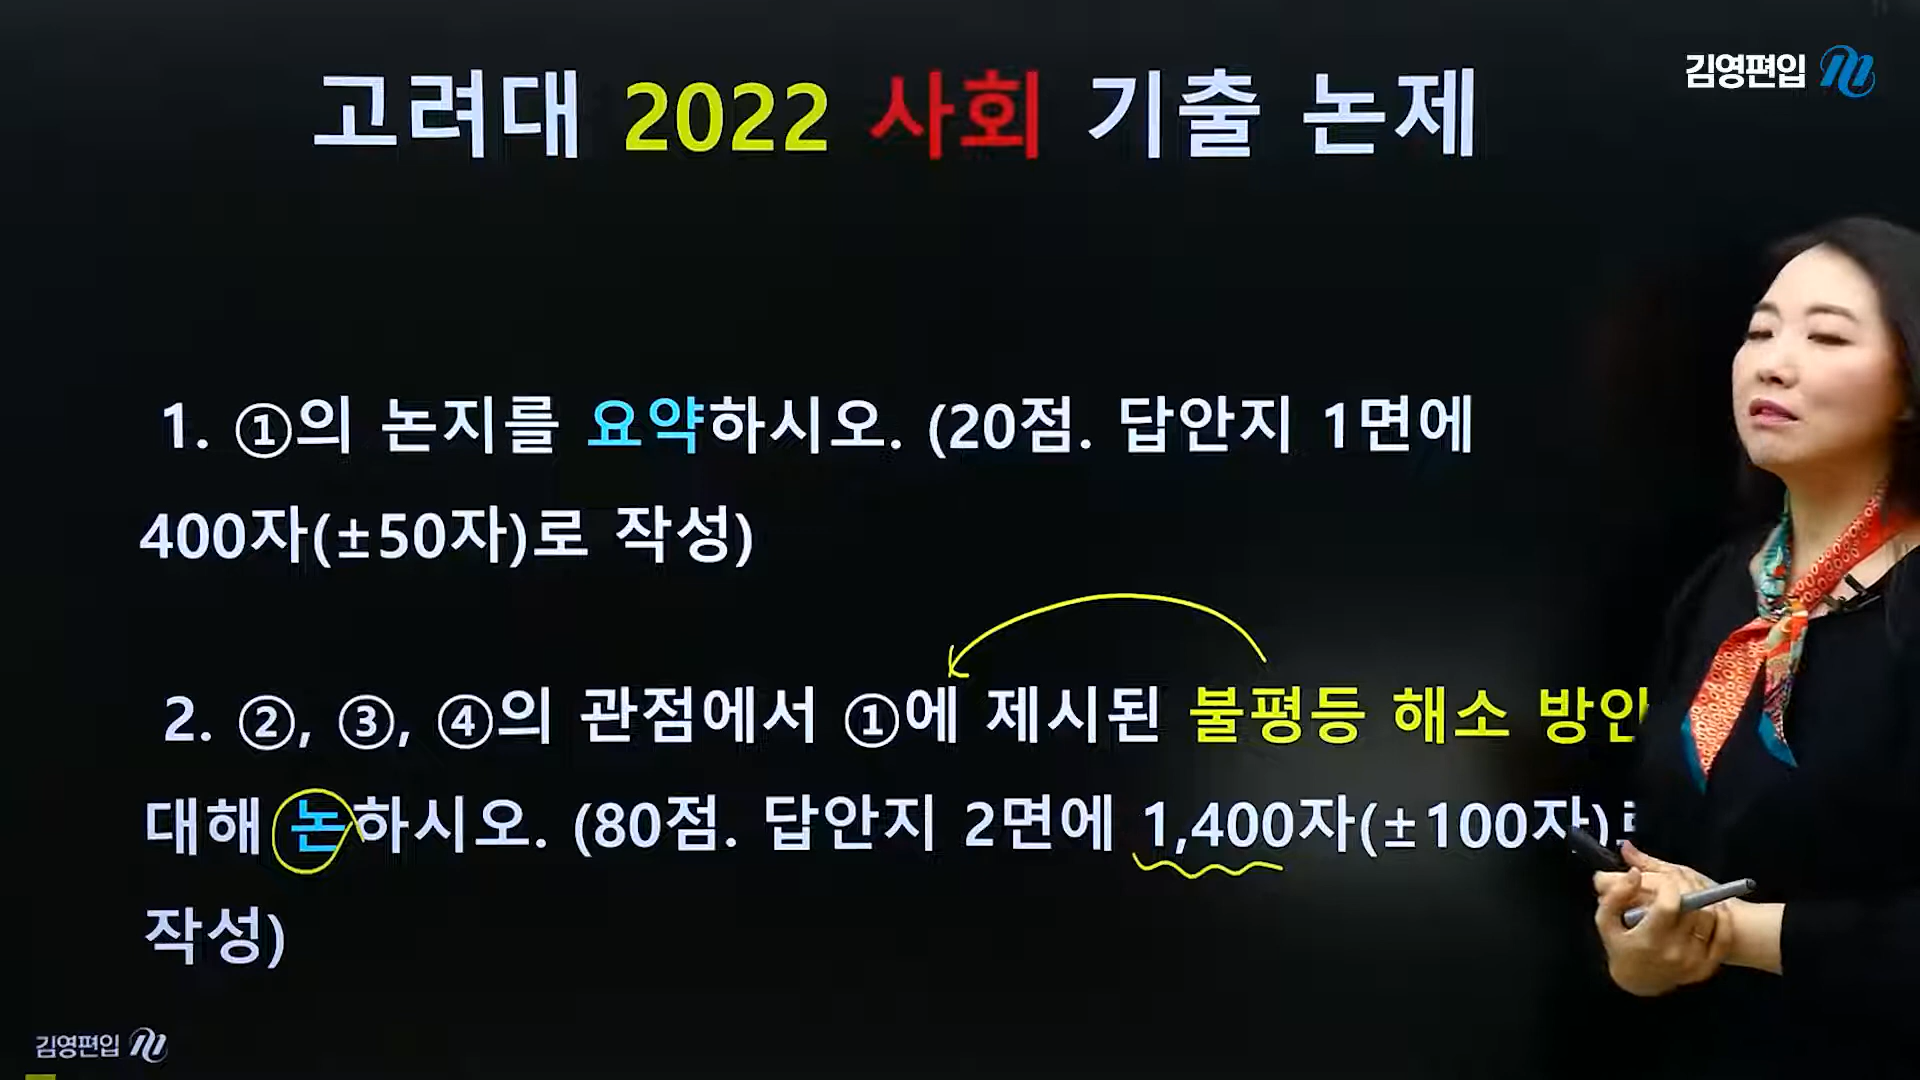 고려대 2022 사회 기출 논제
김영편입
1. ①의 논지를 요약하시오. (20점. 답안지 1면에
400자(±50자)로 작성)
2. ②, ③, ④의 관점에서 ①에 제시된 불평등 해소 방안
대해 논하시오. (80점. 답안지 2면에 1,400자(±100자)로
작성)
김영편입